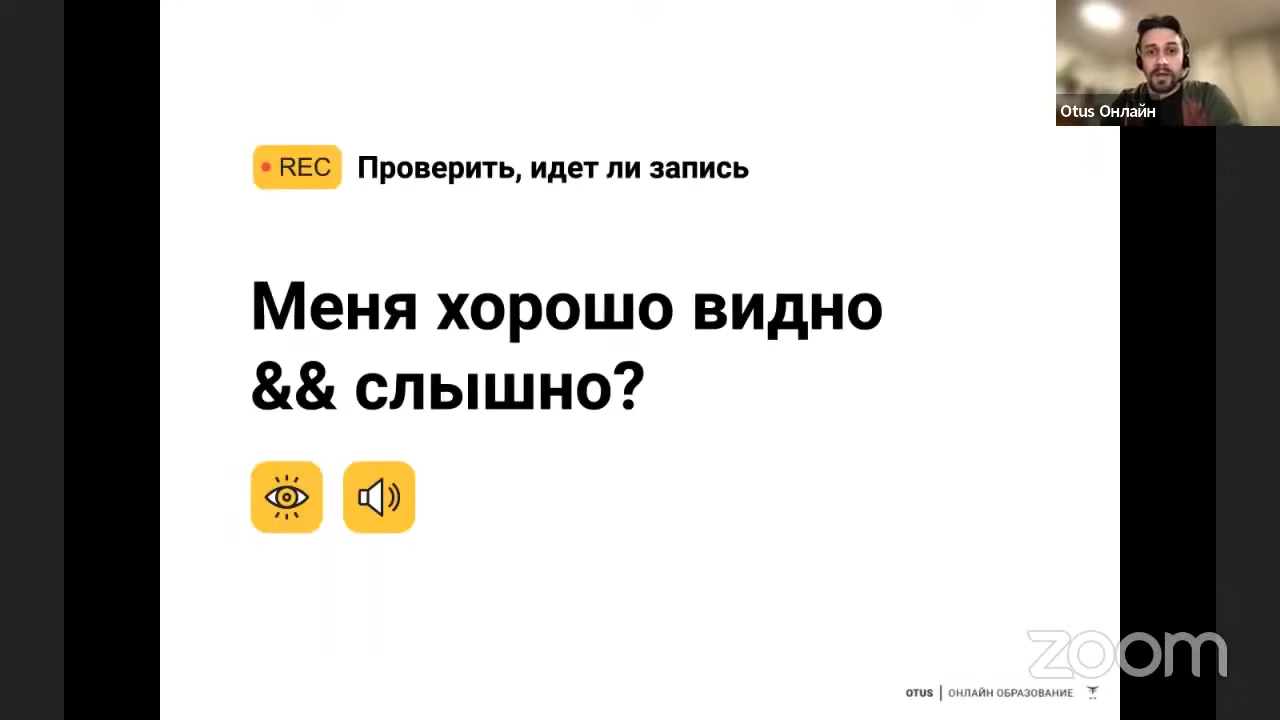 Otus Онлайн
REC Проверить, идет ли запись
Меня хорошо видно
&& слышно?
zoom
OTUS | ОНЛАЙН ОБРАЗОВАНИЕ